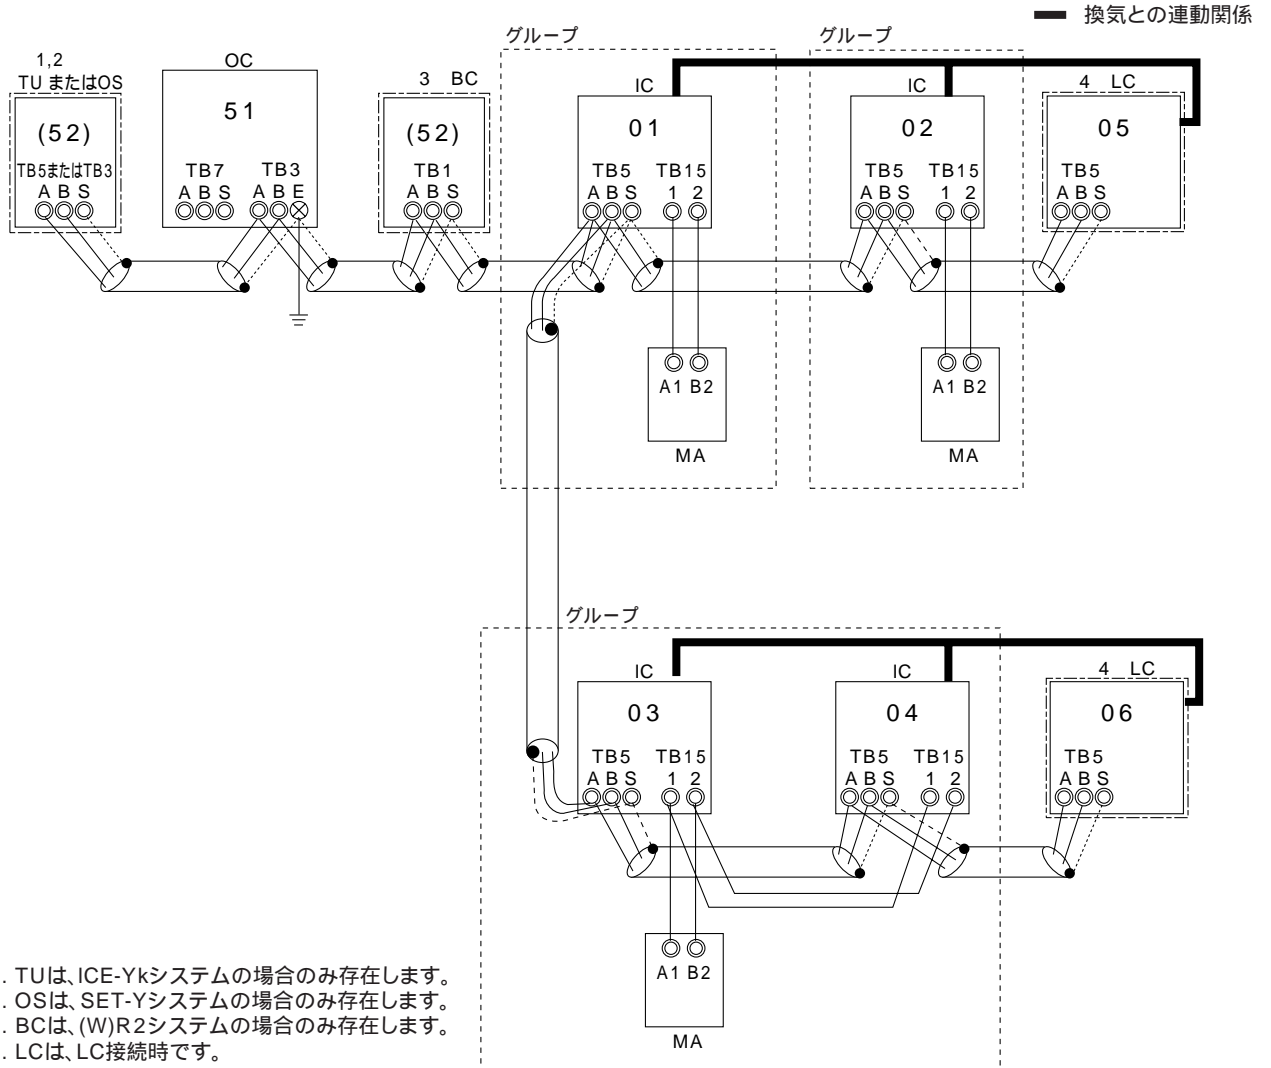 換気との連動関係
グループ
グループ
1,2
TU またはOS
OC
3 BC
IC
IC
4 LC
(52)
51
(52)
01
02
05
TB5またはTB3
TB7
TB3
TB1
TB5
TB15
TB5
TB15
TB5
A B S
A B S
A B E
A B S
A B S
1 2
A B S
1 2
A B S
A1 B2
A1 B2
MA
MA
グループ
IC
IC
4 LC
03
04
06
TB5
TB15
TB5
TB15
TB5
A B S
1 2
A B S
1 2
A B S
A1 B2
MA
. TUは、ICE-Ykシステムの場合のみ存在します。
. OSは、SET-Yシステムの場合のみ存在します。
. BCは、(W)R2システムの場合のみ存在します。
. LCは、LC接続時です。